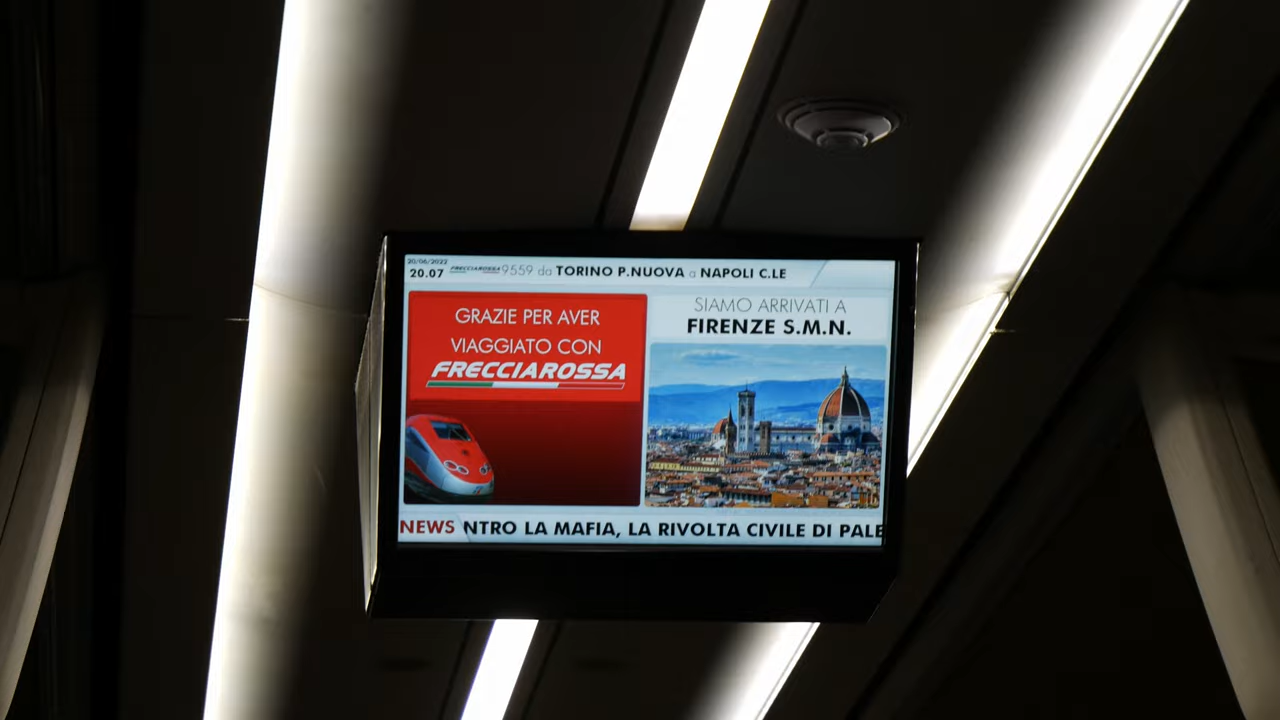 20/06/2022
20.07 FRECCIAROSSA 9559 da TORINO P.NUOVA a NAPOLI C.LE
GRAZIE PER AVER
VIAGGIATO CON
FRECCIAROSSA
SIAMO ARRIVATI A
FIRENZE S.M.N.
NEWS NTRO LA MAFIA, LA RIVOLTA CIVILE DI PALE